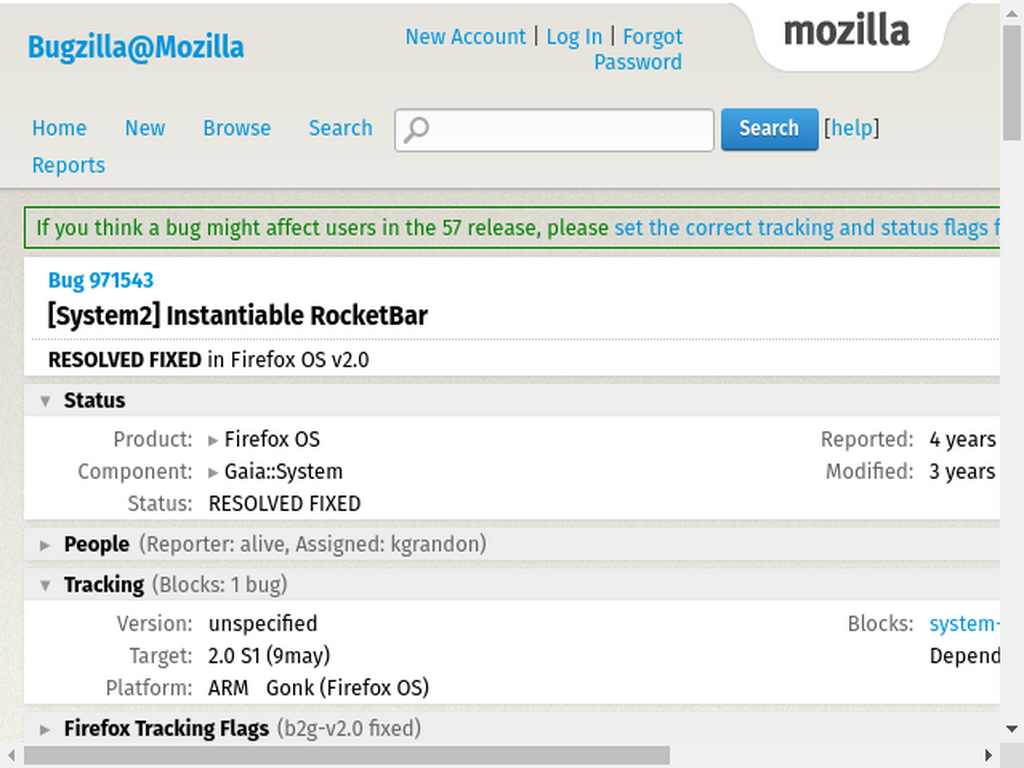 Bugzilla@Mozilla
New Account | Log In | Forgot
Password
mozilla
Home New Browse Search Search [help]
Reports
If you think a bug might affect users in the 57 release, please set the correct tracking and status flags f
Bug 971543
[System2] Instantiable RocketBar
RESOLVED FIXED in Firefox OS v2.0
Status
Product: Firefox OS Reported: 4 years
Component: Gaia::System Modified: 3 years
Status: RESOLVED FIXED
People (Reporter: alive, Assigned: kgrandon)
Tracking (Blocks: 1 bug)
Version: unspecified Blocks: system-
Target: 2.0 S1 (9may) Depend
Platform: ARM Gonk (Firefox OS)
Firefox Tracking Flags (b2g-v2.0 fixed)